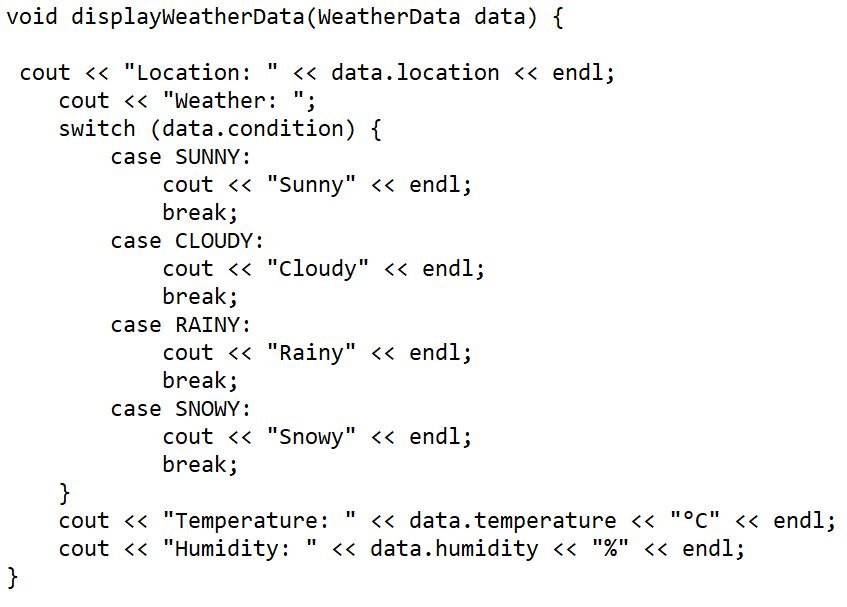 void displayWeatherData(WeatherData data) {
cout << "Location: " << data.location << endl;
cout << "Weather: ";
switch (data.condition) {
case SUNNY:
cout << "Sunny" << endl;
break;
case CLOUDY:
cout << "Cloudy" << endl;
break;
case RAINY:
cout << "Rainy" << endl;
break;
case SNOWY:
cout << "Snowy" << endl;
break;
}
cout << "Temperature: " << data.temperature << "°C" << endl;
cout << "Humidity: " << data.humidity << "%" << endl;
}